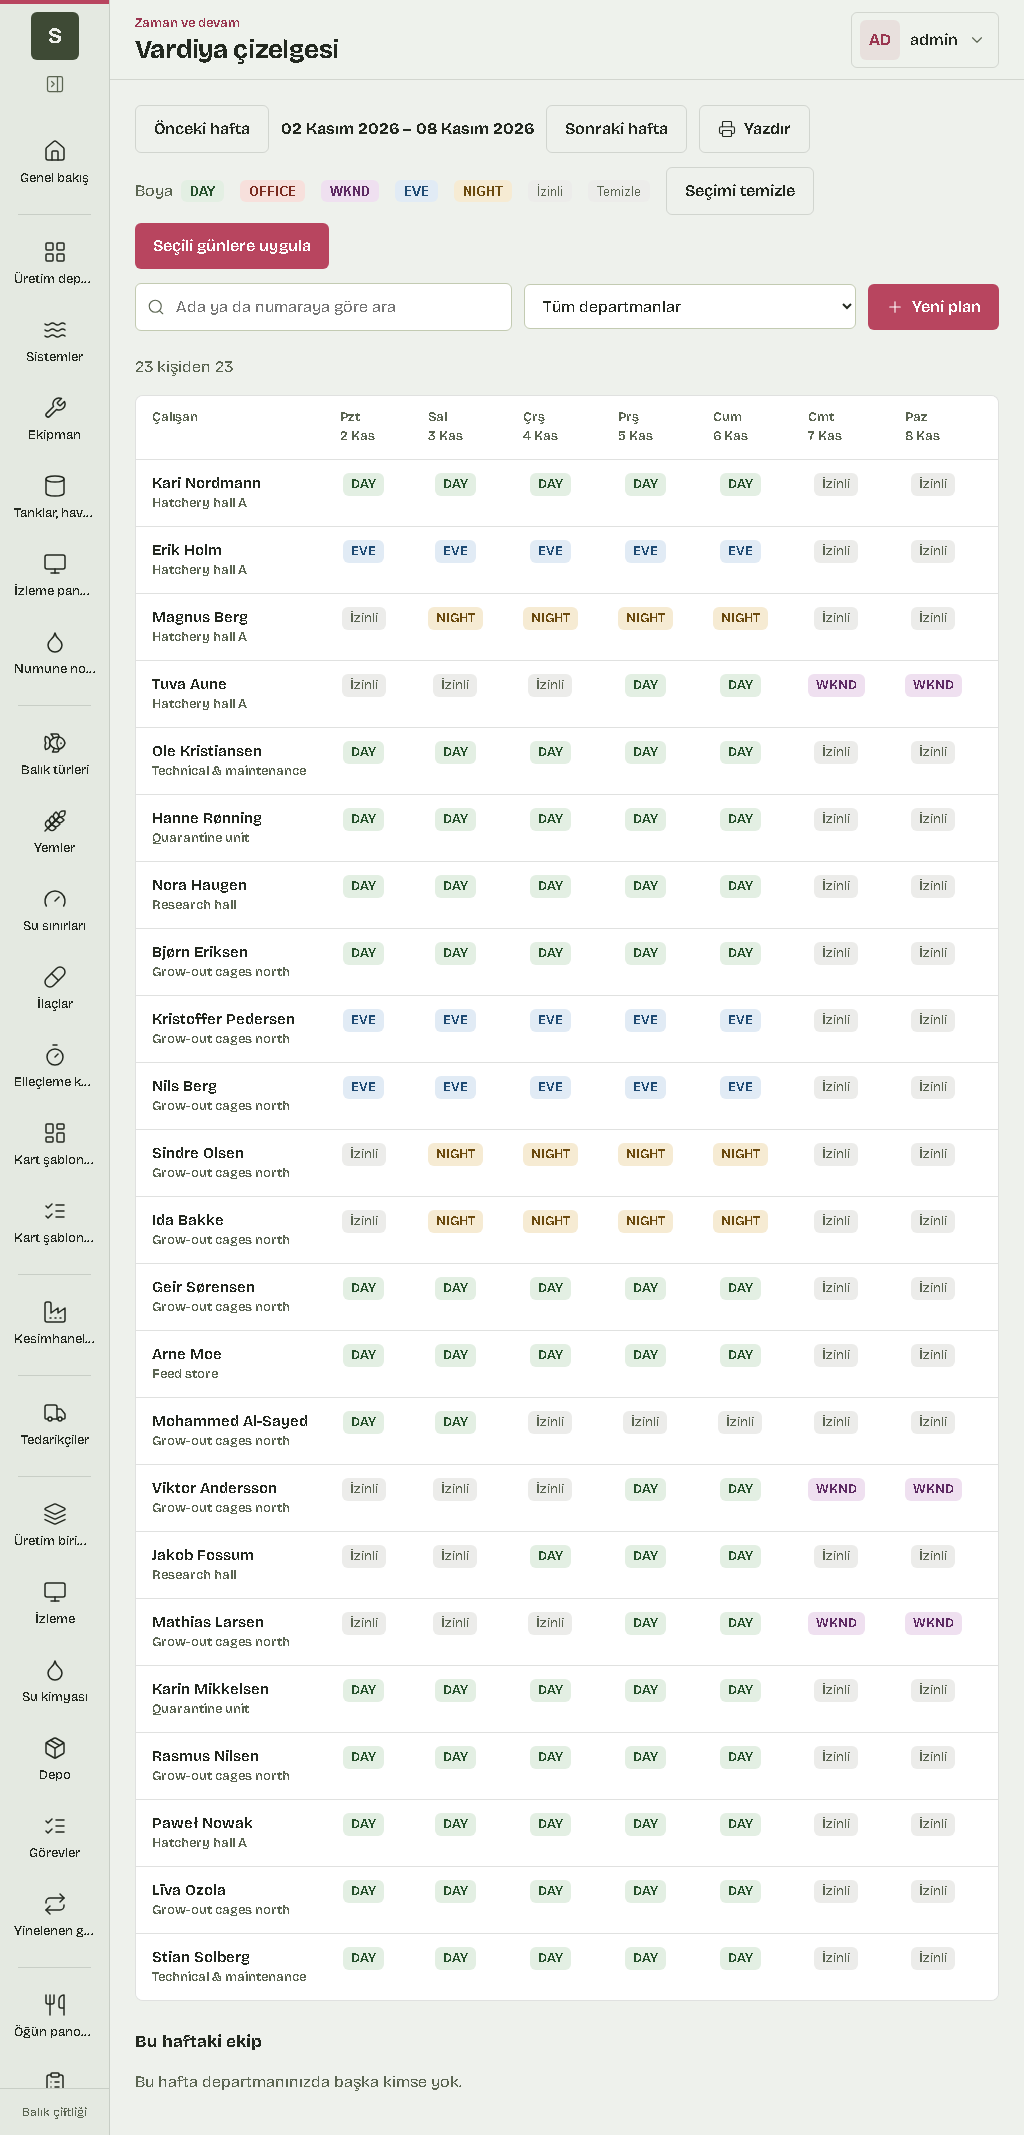 S
Genel bakış
Üretim dep...
Sistemler
Ekipman
Tanklar, hav...
İzleme pan...
Numune no...
Balık türleri
Yemler
Su sınırları
İlaçlar
Elleçleme k...
Kart şablon...
Kart şablon...
Kesimhanel...
Tedarikçiler
Üretim biri...
İzleme
Su kimyası
Depo
Görevler
Yinelenen g...
Öğün pano...
Balık çiftliği
Zaman ve devam
Vardiya çizelgesi
AD admin
Önceki hafta 02 Kasım 2026 – 08 Kasım 2026 Sonraki hafta Yazdır
Boya DAY OFFICE WKND EVE NIGHT İzinli Temizle Seçimi temizle
Seçili günlere uygula
Ada ya da numaraya göre ara Tüm departmanlar Yeni plan
23 kişiden 23
Çalışan Pzt Sal Çrş Prş Cum Cmt Paz
2 Kas 3 Kas 4 Kas 5 Kas 6 Kas 7 Kas 8 Kas
Kari Nordmann DAY DAY DAY DAY DAY İzinli İzinli
Hatchery hall A
Erik Holm EVE EVE EVE EVE EVE İzinli İzinli
Hatchery hall A
Magnus Berg İzinli NIGHT NIGHT NIGHT NIGHT İzinli İzinli
Hatchery hall A
Tuva Aune İzinli İzinli İzinli DAY DAY WKND WKND
Hatchery hall A
Ole Kristiansen DAY DAY DAY DAY DAY İzinli İzinli
Technical & maintenance
Hanne Rønning DAY DAY DAY DAY DAY İzinli İzinli
Quarantine unit
Nora Haugen DAY DAY DAY DAY DAY İzinli İzinli
Research hall
Bjørn Eriksen DAY DAY DAY DAY DAY İzinli İzinli
Grow-out cages north
Kristoffer Pedersen EVE EVE EVE EVE EVE İzinli İzinli
Grow-out cages north
Nils Berg EVE EVE EVE EVE EVE İzinli İzinli
Grow-out cages north
Sindre Olsen İzinli NIGHT NIGHT NIGHT NIGHT İzinli İzinli
Grow-out cages north
Ida Bakke İzinli NIGHT NIGHT NIGHT NIGHT İzinli İzinli
Grow-out cages north
Geir Sørensen DAY DAY DAY DAY DAY İzinli İzinli
Grow-out cages north
Arne Moe DAY DAY DAY DAY DAY İzinli İzinli
Feed store
Mohammed Al-Sayed DAY DAY İzinli İzinli İzinli İzinli İzinli
Grow-out cages north
Viktor Andersson İzinli İzinli İzinli DAY DAY WKND WKND
Grow-out cages north
Jakob Fossum İzinli İzinli DAY DAY DAY İzinli İzinli
Research hall
Mathias Larsen İzinli İzinli İzinli DAY DAY WKND WKND
Grow-out cages north
Karin Mikkelsen DAY DAY DAY DAY DAY İzinli İzinli
Quarantine unit
Rasmus Nilsen DAY DAY DAY DAY DAY İzinli İzinli
Grow-out cages north
Paweł Nowak DAY DAY DAY DAY DAY İzinli İzinli
Hatchery hall A
Līva Ozola DAY DAY DAY DAY DAY İzinli İzinli
Grow-out cages north
Stian Solberg DAY DAY DAY DAY DAY İzinli İzinli
Technical & maintenance
Bu haftaki ekip
Bu hafta departmanınızda başka kimse yok.